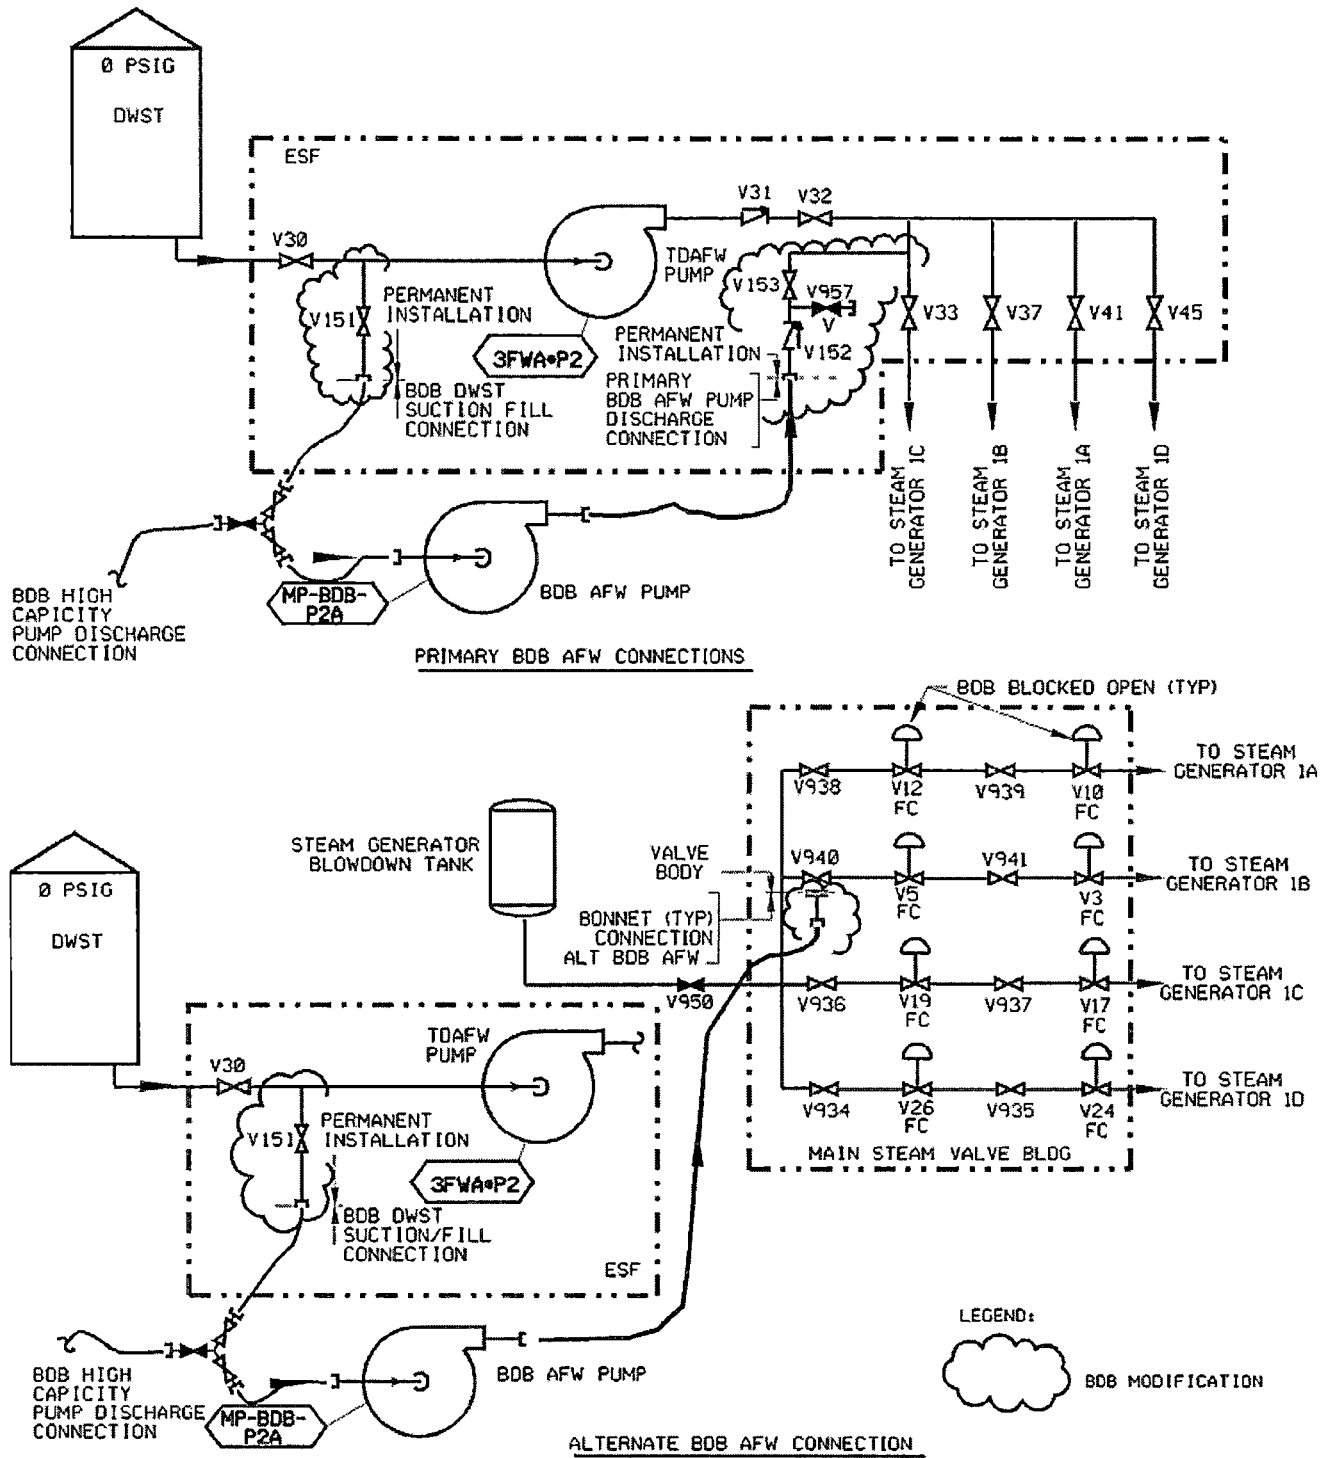 0 PSIG
DWST
ESF
V30
V31
V32
TDAFW
PUMP
V153
V957
V
V33
V37
V41
V45
V151
PERMANENT
INSTALLATION
3FWA*P2
PERMANENT
INSTALLATION
V152
BDB DWST
SUCTION FILL
CONNECTION
PRIMARY
BDB AFW PUMP
DISCHARGE
CONNECTION
TO STEAM
GENERATOR 1C
TO STEAM
GENERATOR 1B
TO STEAM
GENERATOR 1A
TO STEAM
GENERATOR 1D
BDB HIGH
CAPICITY
PUMP DISCHARGE
CONNECTION
MP-BDB-
P2A
BDB AFW PUMP
PRIMARY BDB AFW CONNECTIONS
BDB BLOCKED OPEN (TYP)
V938
V12
FC
V939
V10
FC
TO STEAM
GENERATOR 1A
STEAM GENERATOR
BLOWDOWN TANK
VALVE
BODY
V940
V5
FC
V941
V3
FC
TO STEAM
GENERATOR 1B
BONNET (TYP)
CONNECTION
ALT BDB AFW
V950
V936
V19
FC
V937
V17
FC
TO STEAM
GENERATOR 1C
V934
V26
FC
V935
V24
FC
TO STEAM
GENERATOR 1D
MAIN STEAM VALVE BLDG
0 PSIG
DWST
V30
TDAFW
PUMP
V151
PERMANENT
INSTALLATION
3FWA*P2
BDB DWST
SUCTION/FILL
CONNECTION
ESF
BDB HIGH
CAPICITY
PUMP DISCHARGE
CONNECTION
MP-BDB-
P2A
BDB AFW PUMP
ALTERNATE BDB AFW CONNECTION
LEGEND:
BDB MODIFICATION